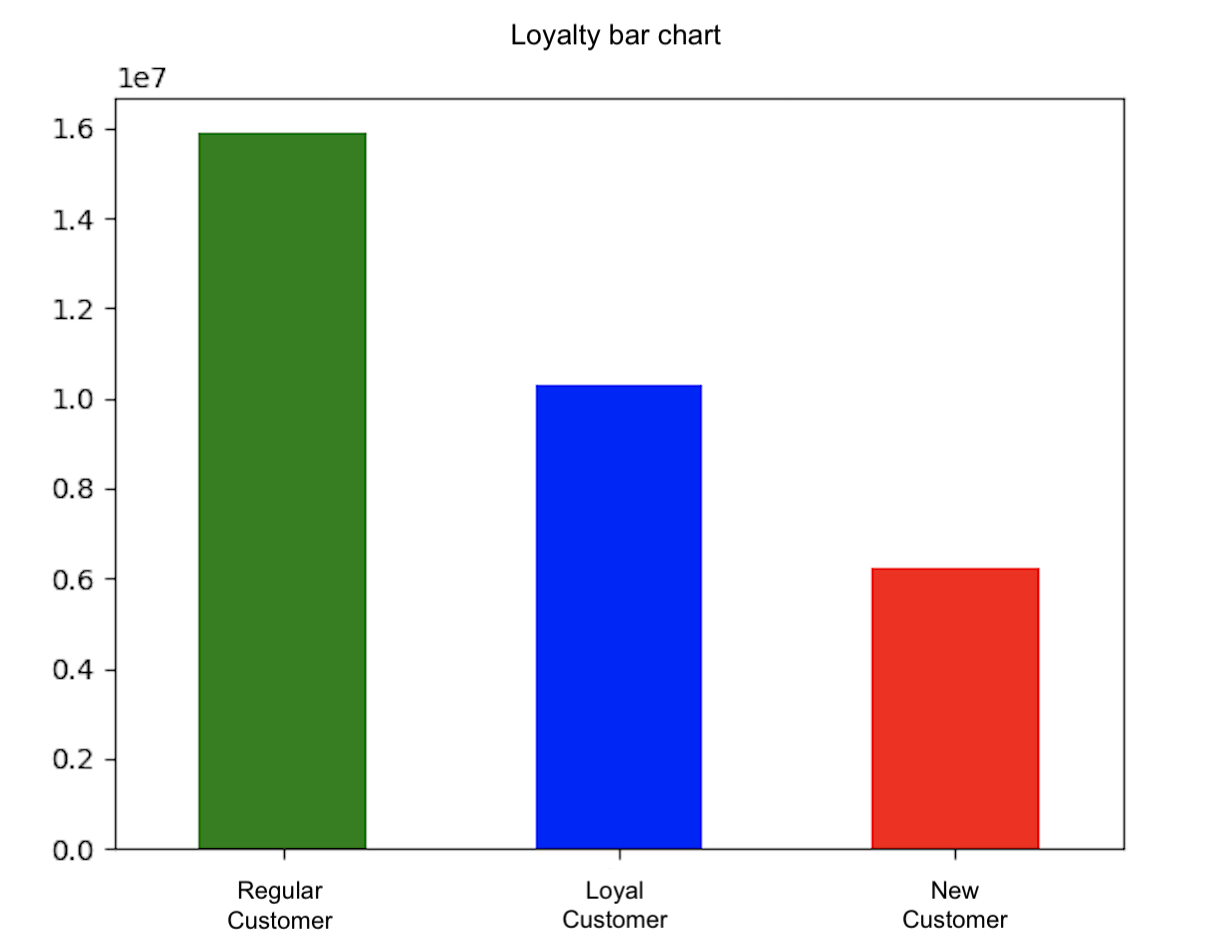 Loyalty bar chart
1e7
1.6
1.4
1.2
1.0
0.8
0.6
0.4
0.2
0.0
Regular
Customer
Loyal
Customer
New
Customer